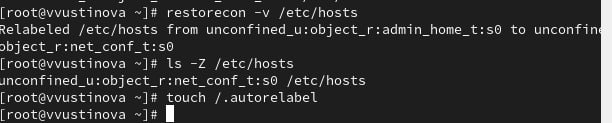 [root@vvustinova ~]# restorecon -v /etc/hosts
Relabeled /etc/hosts from unconfined_u:object_r:admin_home_t:s0 to unconfine
object_r:net_conf_t:s0
[root@vvustinova ~]# ls -Z /etc/hosts
unconfined_u:object_r:net_conf_t:s0 /etc/hosts
[root@vvustinova ~]# touch /.autorelabel
[root@vvustinova ~]#